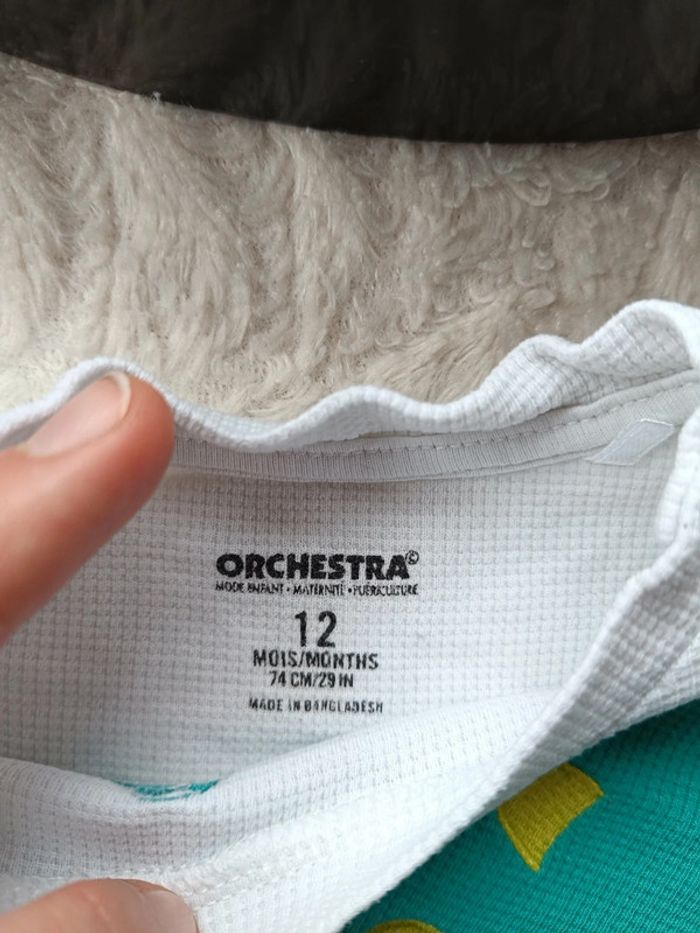 ORCHESTRA©
MODE ENFANT • MATERNITÉ • PUÉRICULTURE
12
MOIS/MONTHS
74 CM/29 IN
MADE IN BANGLADESH